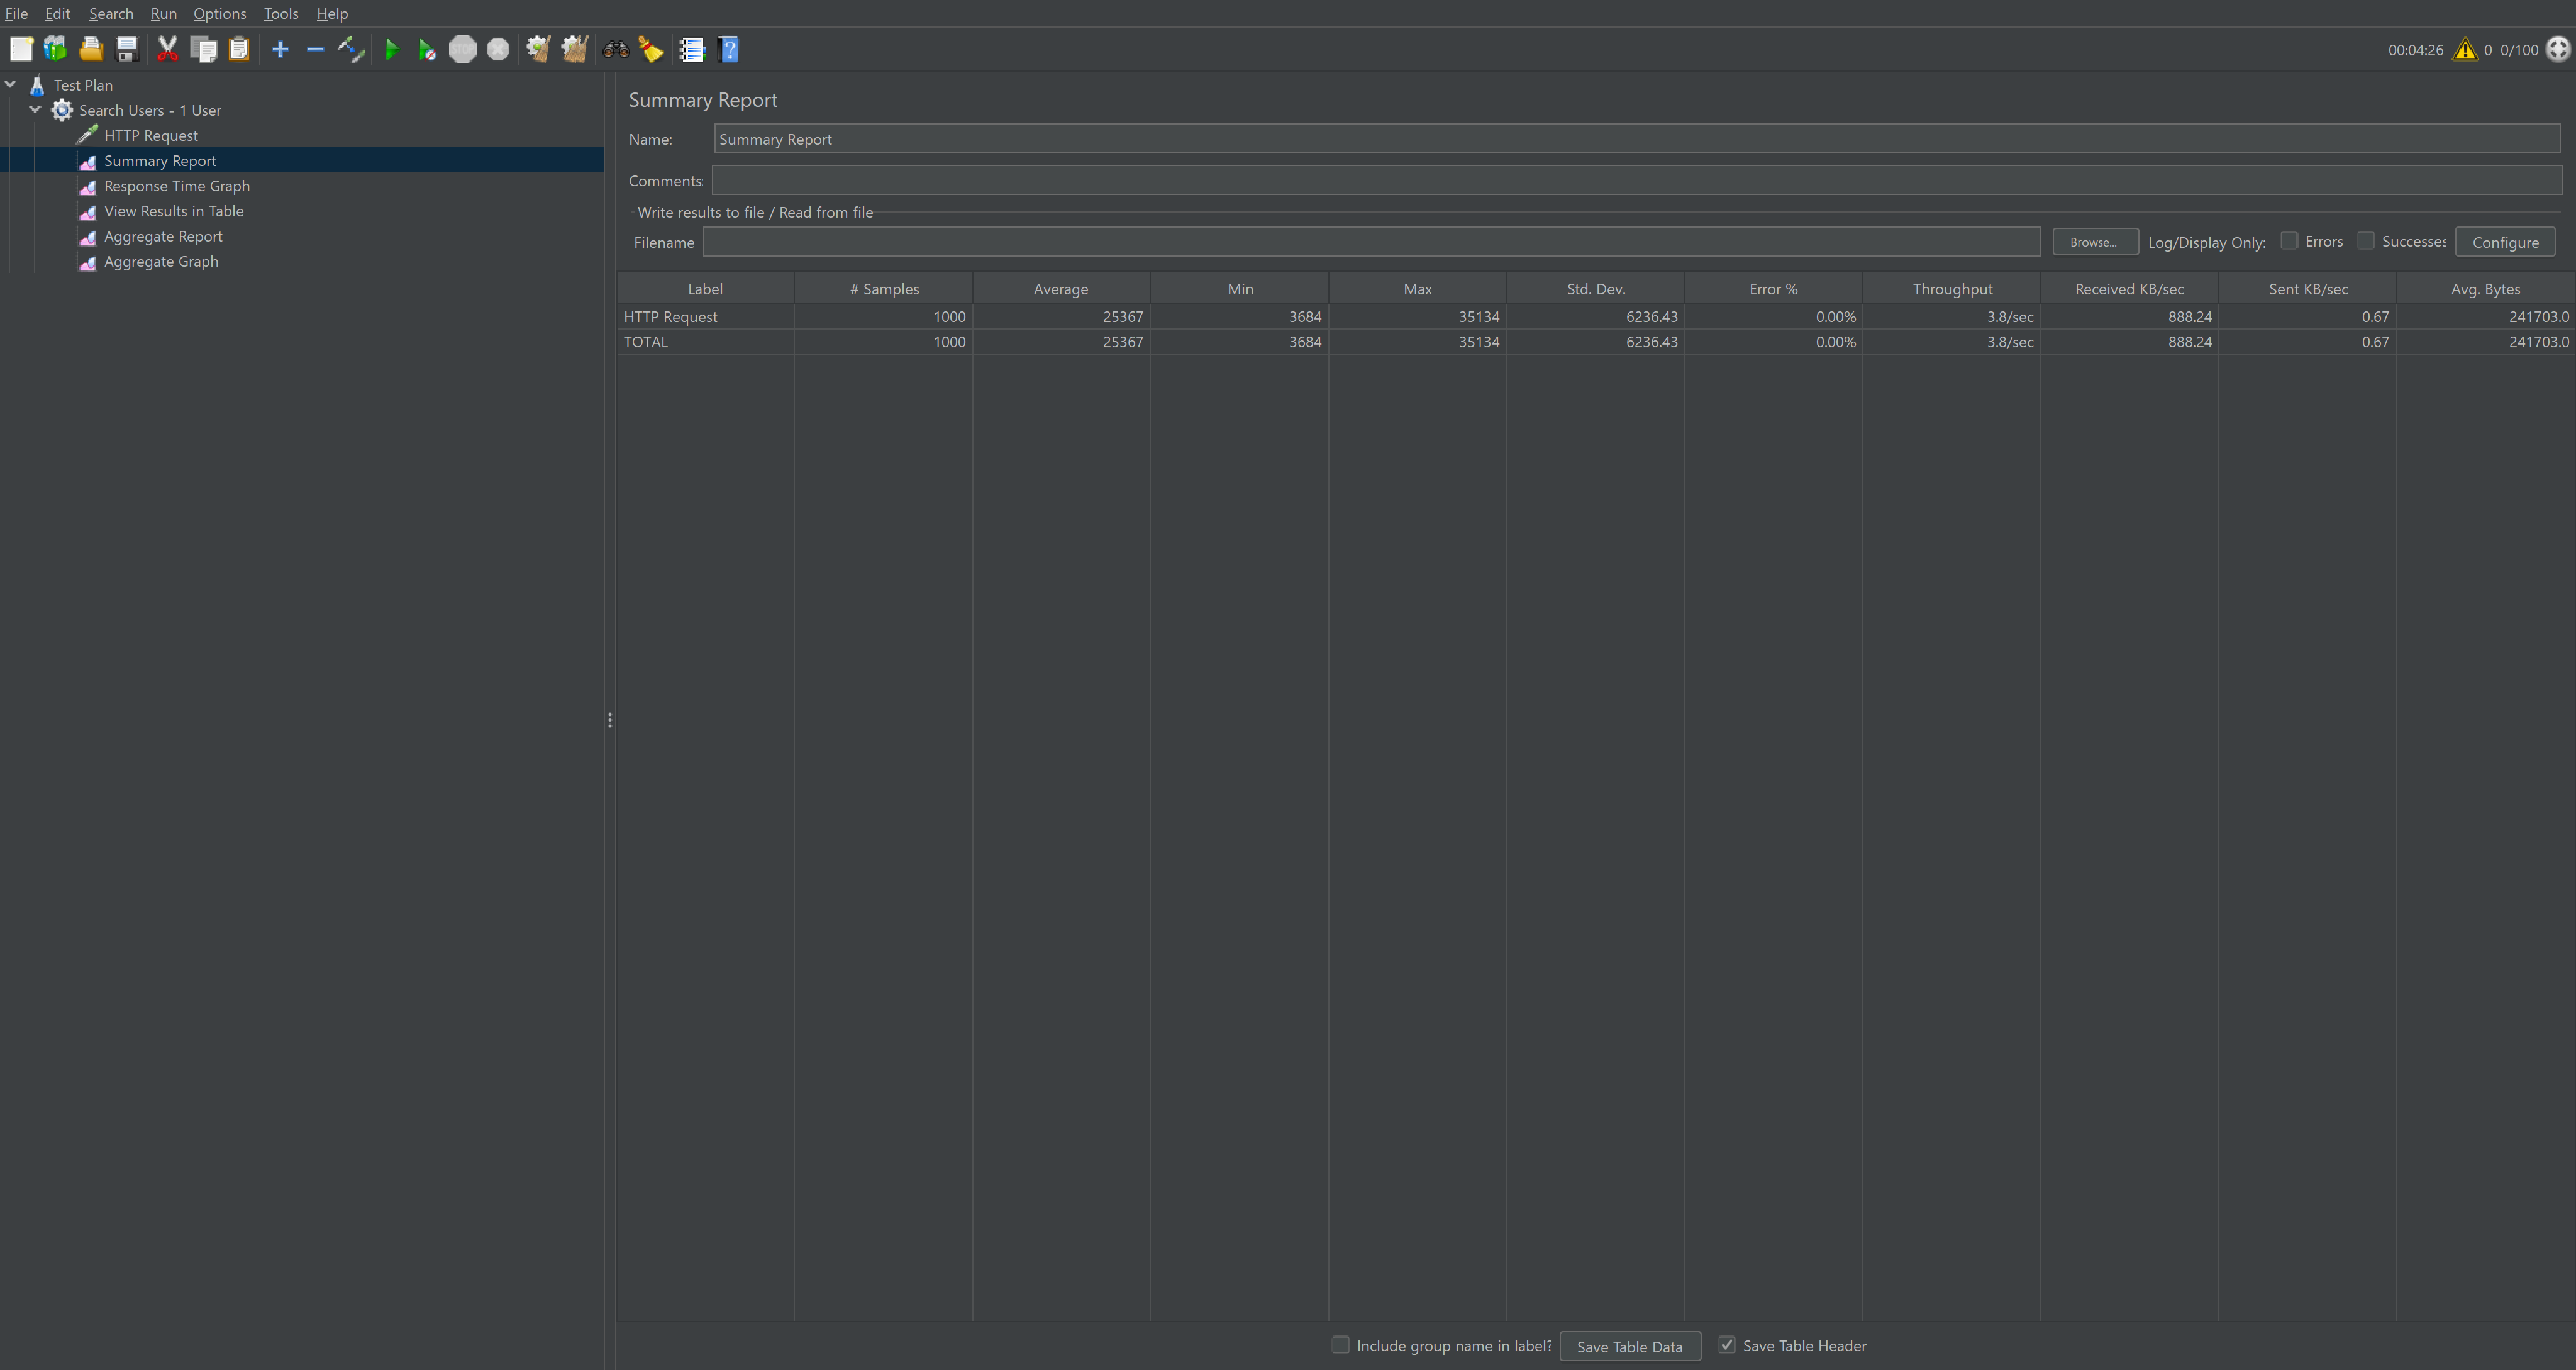 File Edit Search Run Options Tools Help
STOP
00:04:26 0 0/100
Test Plan
Search Users - 1 User
HTTP Request
Summary Report
Response Time Graph
View Results in Table
Aggregate Report
Aggregate Graph
Summary Report
Name: Summary Report
Comments:
Write results to file / Read from file
Filename Browse... Log/Display Only: Errors Successes Configure
Label # Samples Average Min Max Std. Dev. Error % Throughput Received KB/sec Sent KB/sec Avg. Bytes
HTTP Request 1000 25367 3684 35134 6236.43 0.00% 3.8/sec 888.24 0.67 241703.0
TOTAL 1000 25367 3684 35134 6236.43 0.00% 3.8/sec 888.24 0.67 241703.0
Include group name in label? Save Table Data Save Table Header